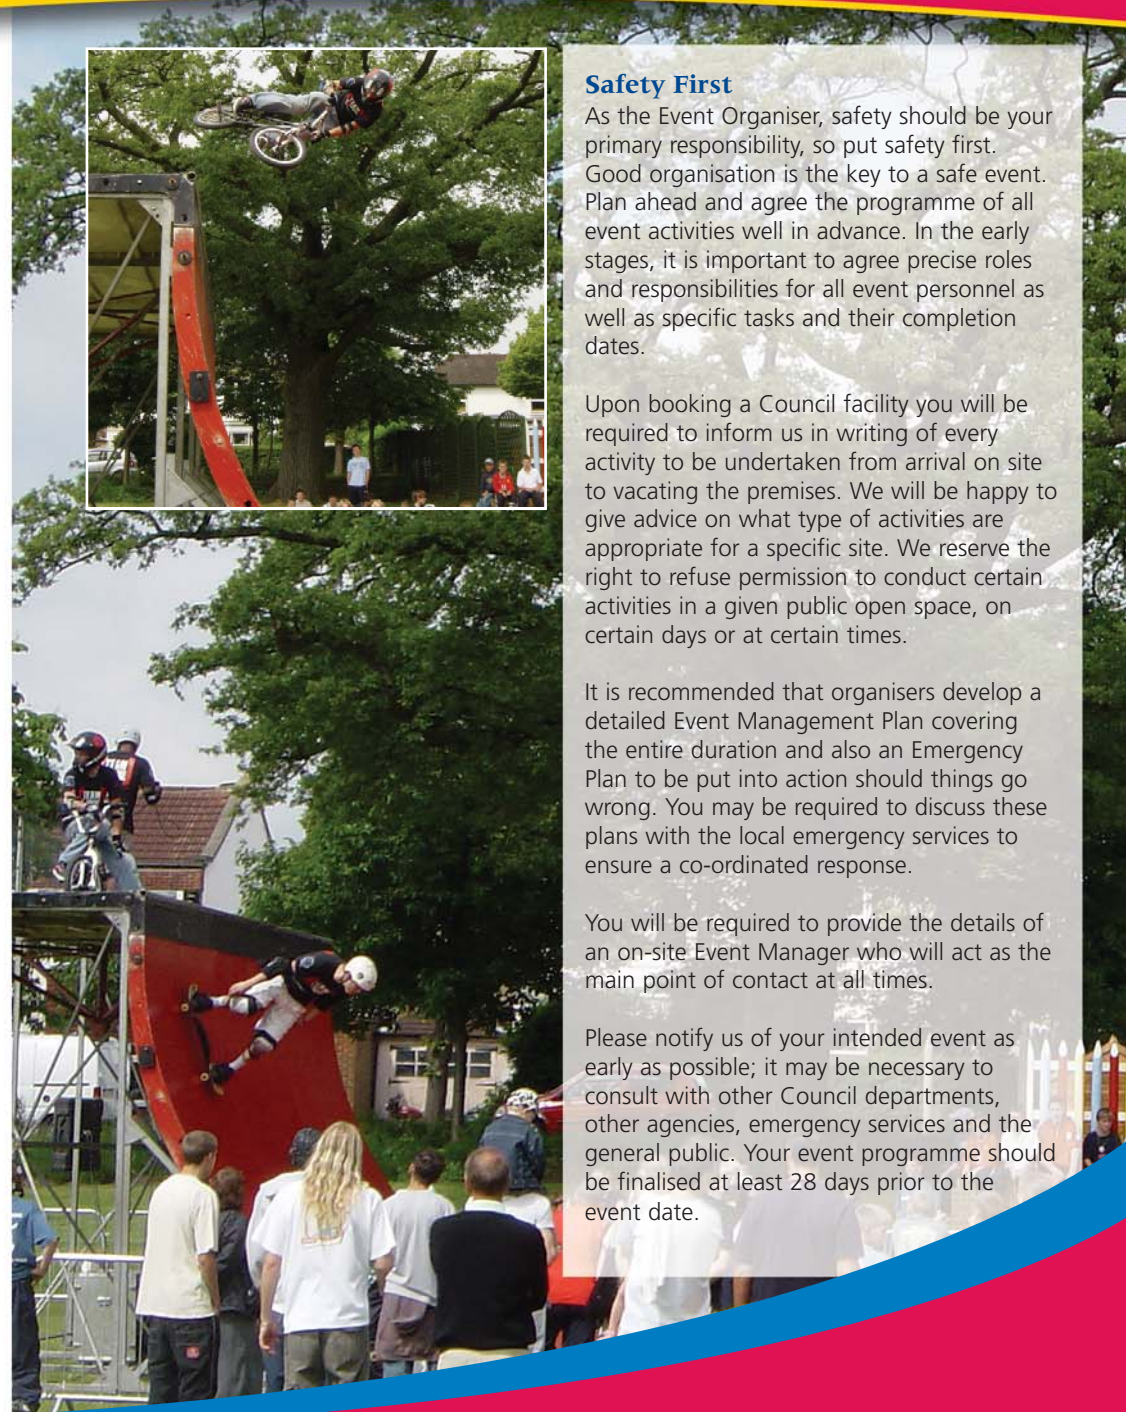 Safety First
As the Event Organiser, safety should be your
primary responsibility, so put safety first.
Good organisation is the key to a safe event.
Plan ahead and agree the programme of all
event activities well in advance. In the early
stages, it is important to agree precise roles
and responsibilities for all event personnel as
well as specific tasks and their completion
dates.
Upon booking a Council facility you will be
required to inform us in writing of every
activity to be undertaken from arrival on site
to vacating the premises. We will be happy to
give advice on what type of activities are
appropriate for a specific site. We reserve the
right to refuse permission to conduct certain
activities in a given public open space, on
certain days or at certain times.
It is recommended that organisers develop a
detailed Event Management Plan covering
the entire duration and also an Emergency
Plan to be put into action should things go
wrong. You may be required to discuss these
plans with the local emergency services to
ensure a co-ordinated response.
You will be required to provide the details of
an on-site Event Manager who will act as the
main point of contact at all times.
Please notify us of your intended event as
early as possible; it may be necessary to
consult with other Council departments,
other agencies, emergency services and the
general public. Your event programme should
be finalised at least 28 days prior to the
event date.